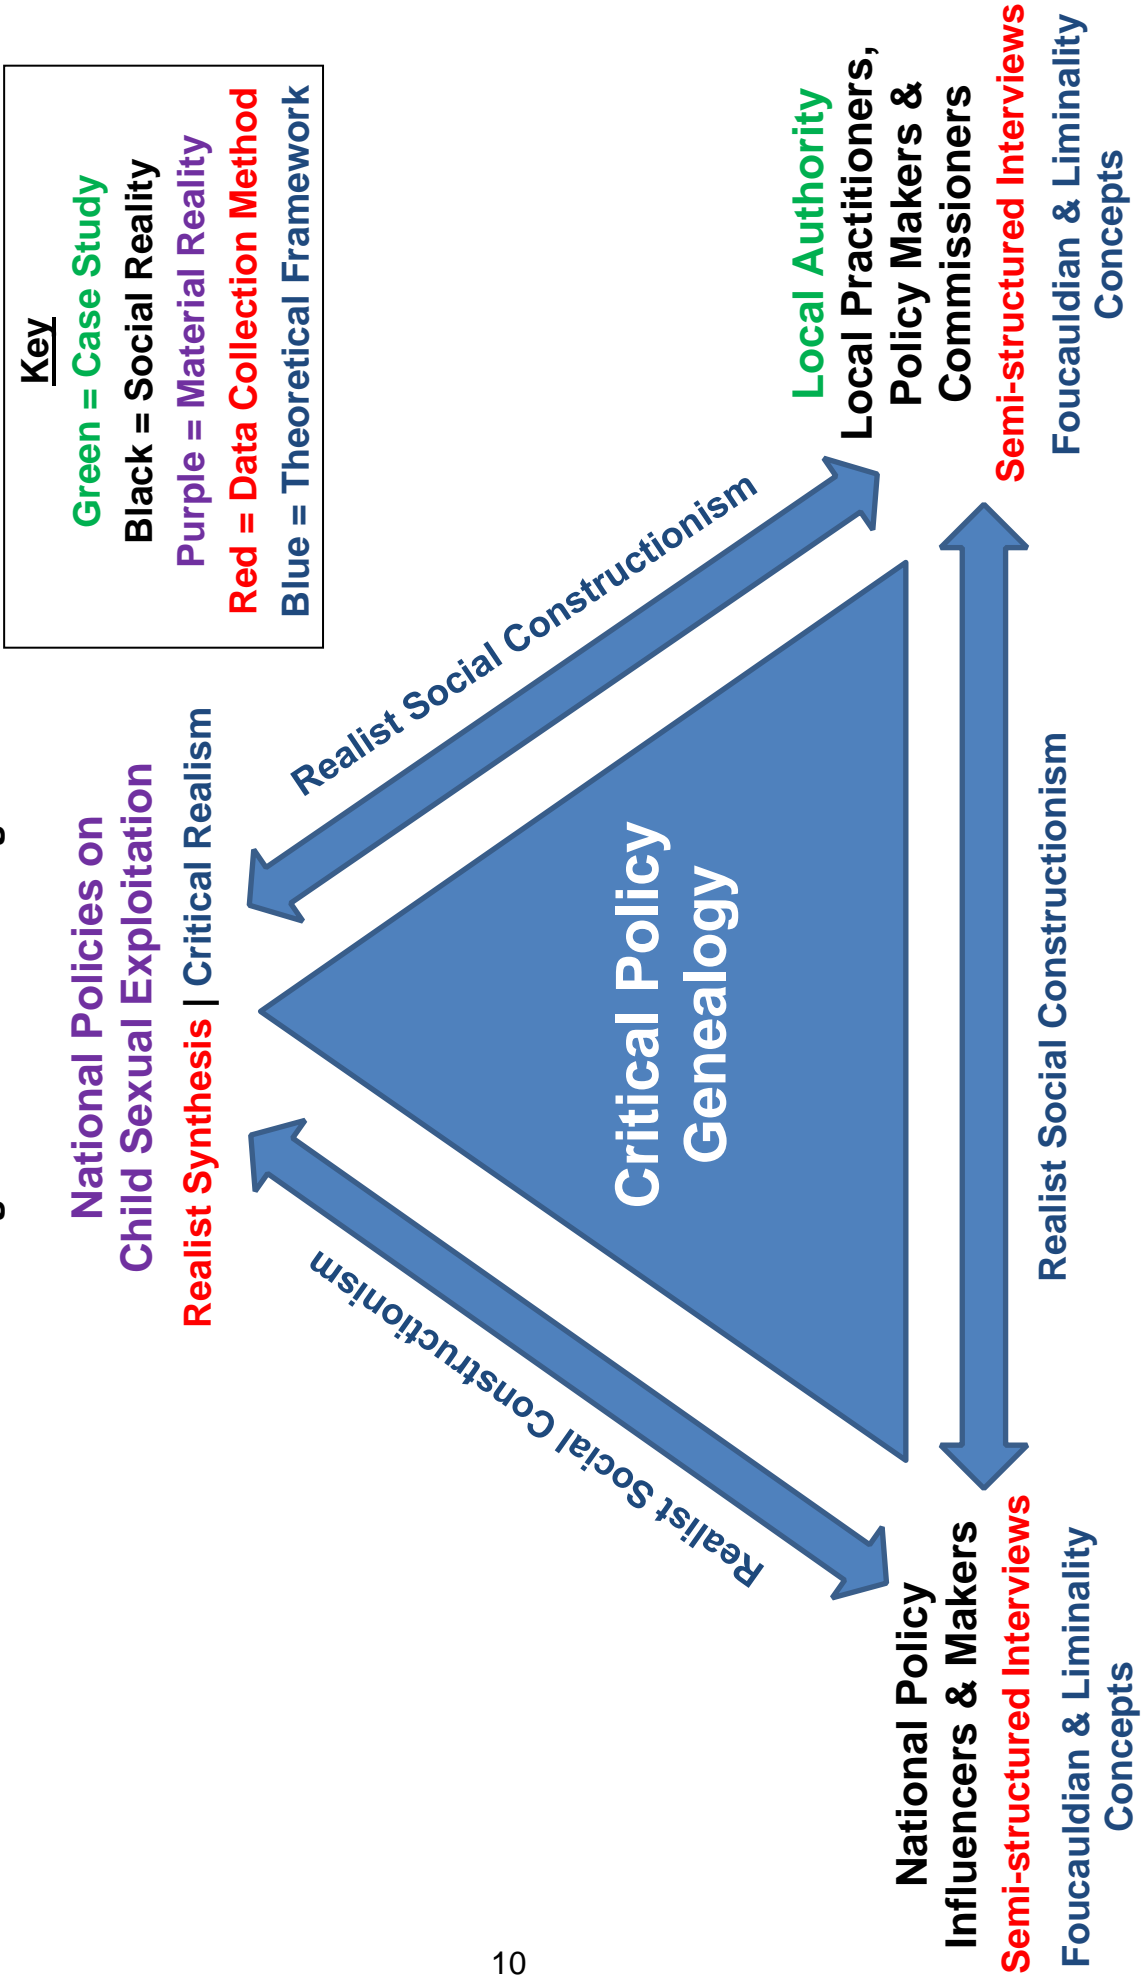 Key
Green = Case Study
Black = Social Reality
Purple = Material Reality
Red = Data Collection Method
Blue = Theoretical Framework
National Policies on
Child Sexual Exploitation
Realist Synthesis | Critical Realism
Realist Social Constructionism
Realist Social Constructionism
Critical Policy
Genealogy
Realist Social Constructionism
National Policy
Influencers & Makers
Semi-structured Interviews
Foucauldian & Liminality
Concepts
Local Authority
Local Practitioners,
Policy Makers &
Commissioners
Semi-structured Interviews
Foucauldian & Liminality
Concepts
10